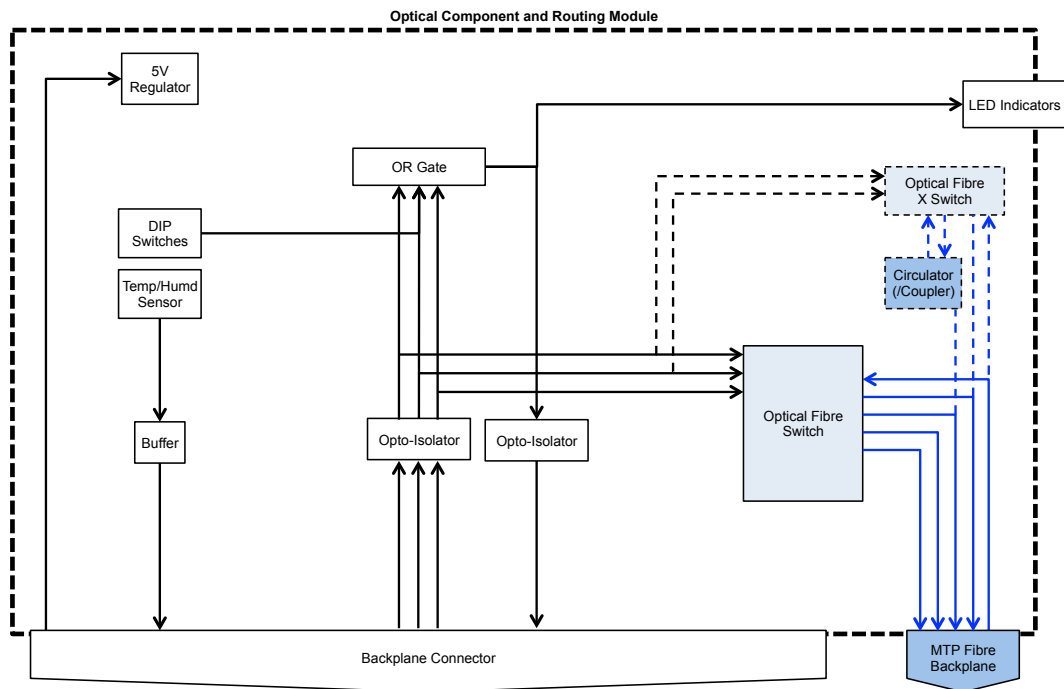 Optical Component and Routing Module
5V
Regulator
LED Indicators
OR Gate
Optical Fibre
X Switch
DIP
Switches
Temp/Humd
Sensor
Circulator
(/Coupler)
Optical Fibre
Switch
Buffer
Opto-Isolator
Opto-Isolator
Backplane Connector
MTP Fibre
Backplane